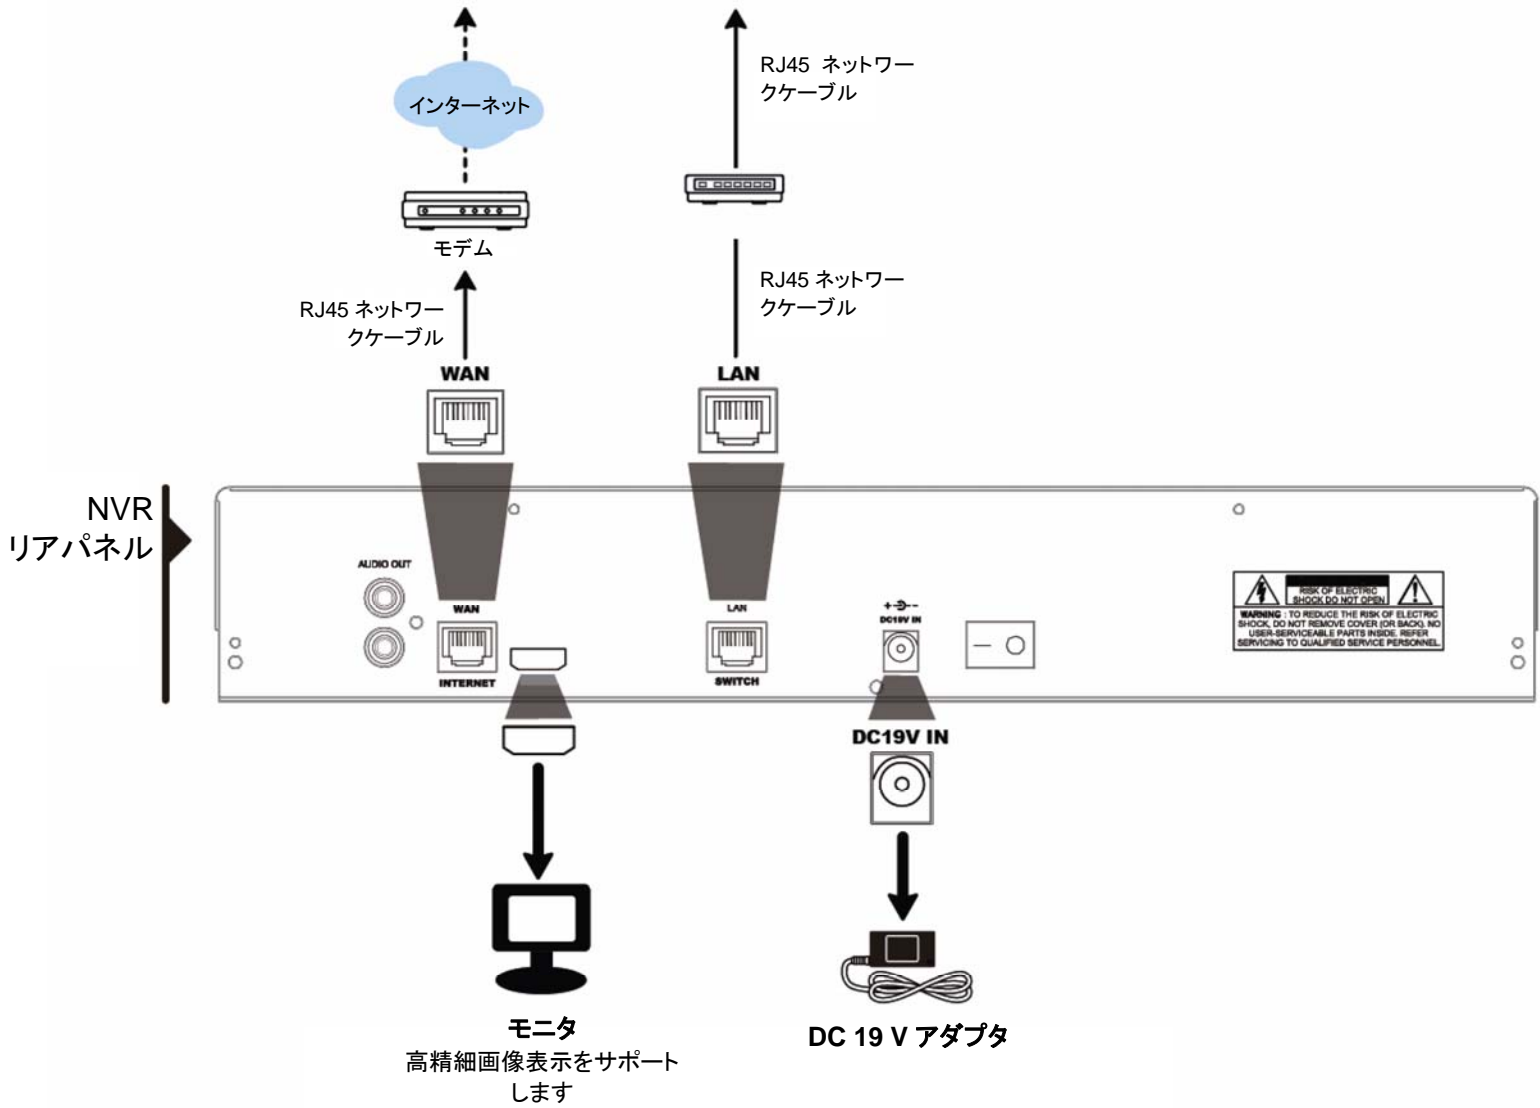 インターネット
RJ45 ネットワー
クケーブル
モデム
RJ45 ネットワー
クケーブル
RJ45 ネットワー
クケーブル
WAN
LAN
NVR
リアパネル
AUDIO OUT
WAN
INTERNET
LAN
SWITCH
DC19V IN
RISK OF ELECTRIC
SHOCK DO NOT OPEN
WARNING : TO REDUCE THE RISK OF ELECTRIC
SHOCK, DO NOT REMOVE COVER (OR BACK). NO
USER-SERVICEABLE PARTS INSIDE. REFER
SERVICING TO QUALIFIED SERVICE PERSONNEL.
DC19V IN
モニタ
高精細画像表示をサポート
します
DC 19 V アダプタ